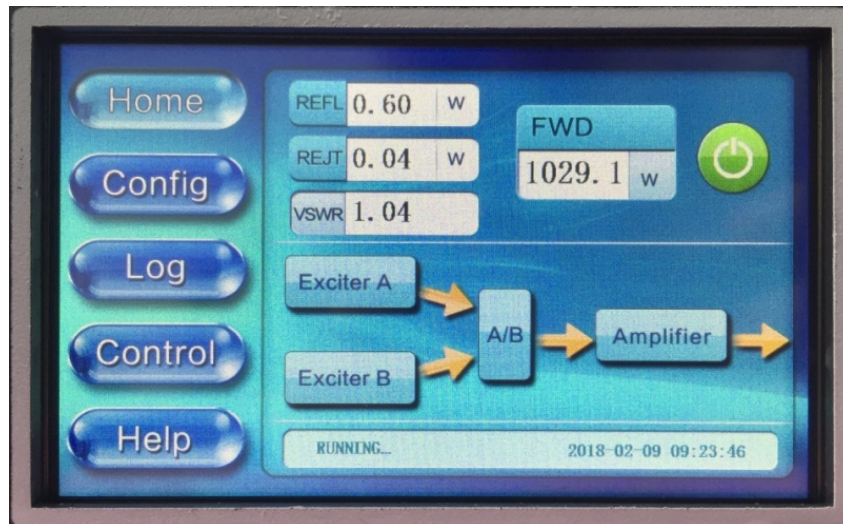 Home
Config
Log
Control
Help
REFL 0.60 W
REJT 0.04 W
VSWR 1.04
FWD
1029.1 W
Exciter A
Exciter B
A/B
Amplifier
RUNNING... 2018-02-09 09:23:46